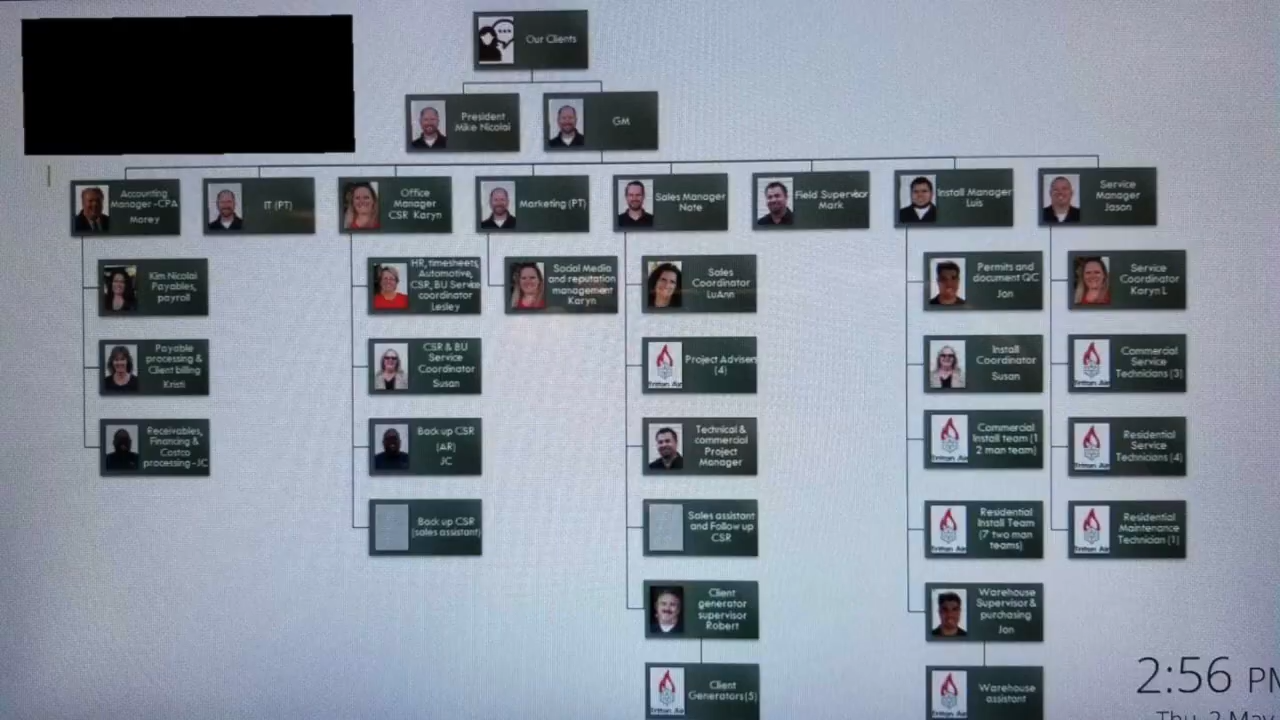 Our Clients
President
Mike Nicolai
GM
Accounting
Manager -CPA
Morey
IT (PT)
Office
Manager
CSR Karyn
Marketing (PT)
Sales Manager
Nate
Field Supervisor
Mark
Install Manager
Luis
Service
Manager
Jason
Kim Nicolai
Payables,
payroll
HR, timesheets,
Automotive,
CSR, BU Service
coordinator
Lesley
Social Media
and reputation
management
Karyn
Sales
Coordinator
LuAnn
Permits and
document QC
Jon
Service
Coordinator
Karyn L
Payable
processing &
Client billing
Kristi
CSR & BU
Service
Coordinator
Susan
Project Advisers
(4)
Install
Coordinator
Susan
Commercial
Service
Technicians (3)
Receivables,
Financing &
Costco
processing -JC
Back up CSR
(AR)
JC
Technical &
commercial
Project
Manager
Commercial
Install team (1
2 man team)
Residential
Service
Technicians (4)
Back up CSR
(sales assistant)
Sales assistant
and Follow up
CSR
Residential
Install Team
(7 two man
teams)
Residential
Maintenance
Technician (1)
Client
generator
supervisor
Robert
Warehouse
Supervisor &
purchasing
Jon
Client
Generators(5)
Warehouse
assistant
2:56 PM